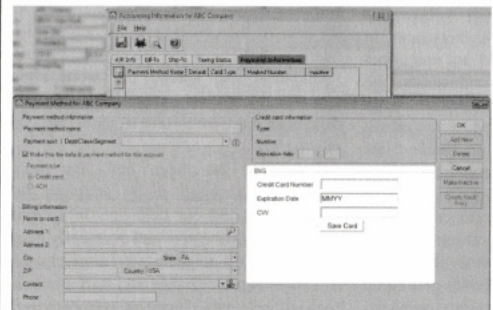 Accounting Information for ABC Company
File Help
A/R Info Bill-To Ship-To Taxing Status Payment Information
Payment Method Name Default Card Type Masked Number Inactive
Payment Method for ABC Company
Payment method information
Payment method name
Payment acct | Dept/Class/Segment
Make this the default payment method for this account
Payment type
Credit card
ACH
Billing information
Name on card
Address 1
Address 2
City
State PA
ZIP
Country USA
Contact
Phone
Credit card information
Type
Number
Expiration date /
Credit Card Number
Expiration Date MMYY
CVV
Save Card
OK
Add New
Delete
Cancel
Make Inactive